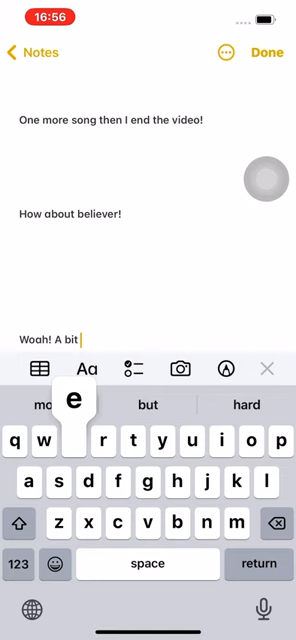 16:56
Notes
Done
One more song then I end the video!
How about believer!
Woah! A bit
Aa
but hard
e
q w r t y u i o p
a s d f g h j k l
z x c v b n m
123 space return